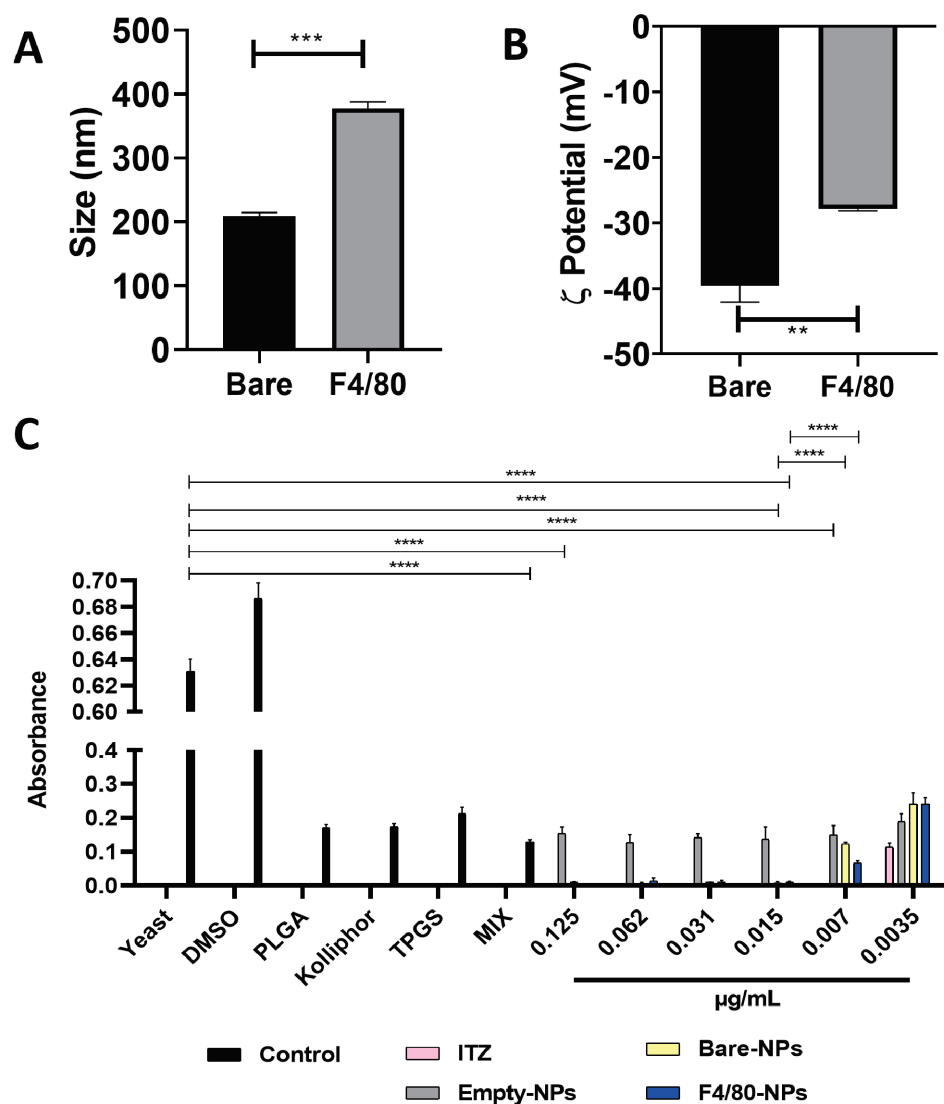 A
Size (nm)
500
400
300
200
100
0
***
Bare F4/80
B
ζ Potential (mV)
0
-10
-20
-30
-40
-50
**
Bare F4/80
C
****
****
****
****
****
****
****
Absorbance
0.70
0.68
0.66
0.64
0.62
0.60
0.4
0.3
0.2
0.1
0.0
Yeast DMSO PLGA Kolliphor TPGS MIX 0.125 0.062 0.031 0.015 0.007 0.0035
µg/mL
Control ITZ Bare-NPs
Empty-NPs F4/80-NPs